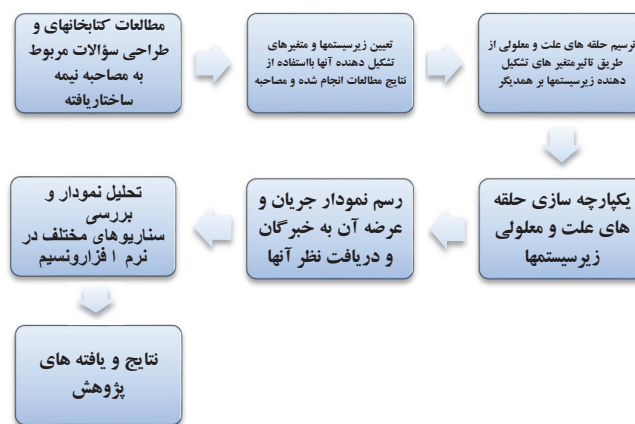 مطالعات کتابخانهای و
طراحی سؤالات مربوط
به مصاحبه نیمه
ساختاریافته
تعیین زیرسیستمها و متغیرهای
تشکیل دهنده آنها بااستفاده از
نتایج مطالعات انجام شده و مصاحبه
ترسیم حلقه های علت و معلولی از
طریق تاثیرمتغیر های تشکیل
دهنده زیرسیستمها بر همدیگر
یکپارچه سازی حلقه
های علت و معلولی
زیرسیستمها
رسم نمودار جریان و
عرضه آن به خبرگان
و دریافت نظر آنها
تحلیل نمودار و
بررسی
سناریوهای مختلف در
نرم ا فزارونسیم
نتایج و یافته های
پژوهش